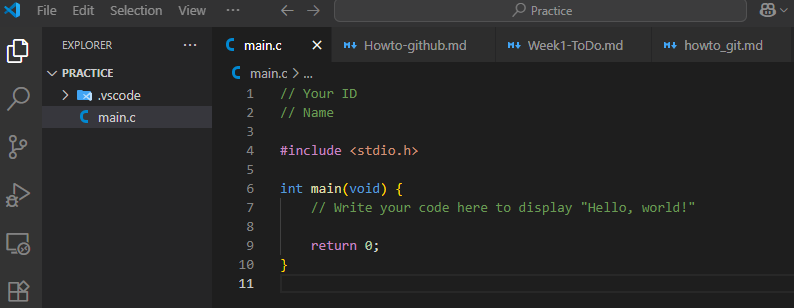 File Edit Selection View ... Practice
EXPLORER
PRACTICE
.vscode
main.c
main.c Howto-github.md Week1-ToDo.md howto_git.md
main.c > ...
1 // Your ID
2 // Name
3
4 #include <stdio.h>
5
6 int main(void) {
7 // Write your code here to display "Hello, world!"
8
9 return 0;
10 }
11